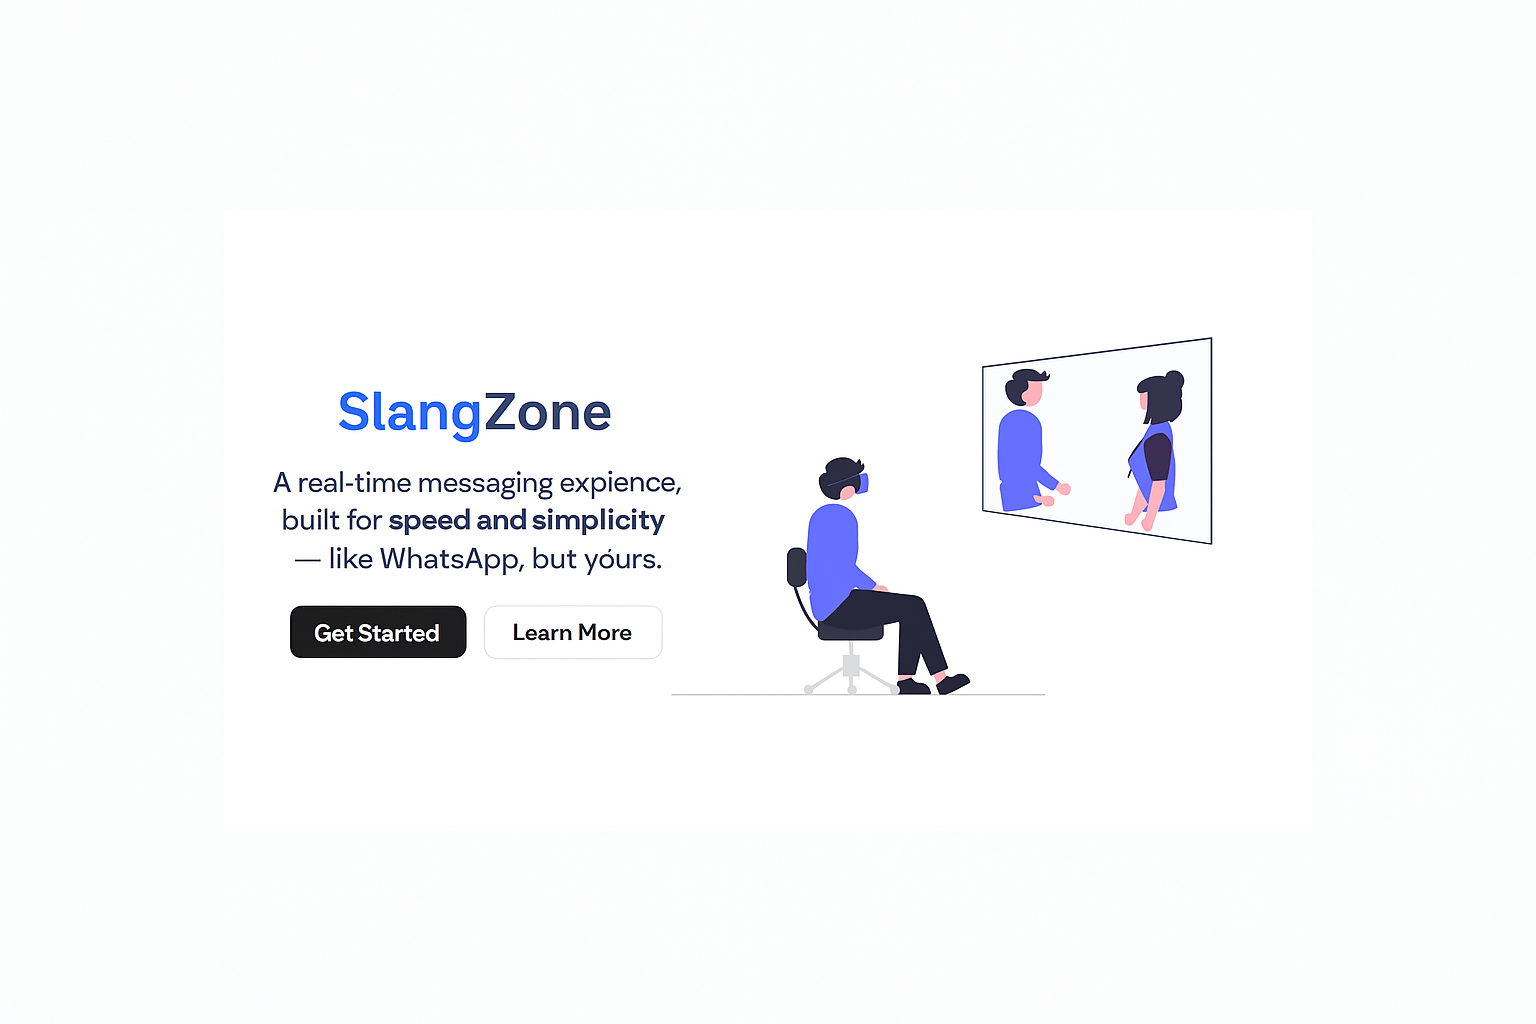 SlangZone
A real-time messaging expience,
built for speed and simplicity
— like WhatsApp, but yóurs.
Get Started
Learn More